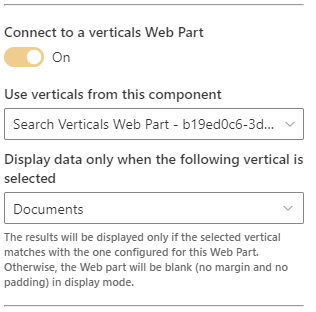 Connect to a verticals Web Part
On
Use verticals from this component
Search Verticals Web Part - b19ed0c6-3d...
Display data only when the following vertical is
selected
Documents
The results will be displayed only if the selected vertical
matches with the one configured for this Web Part.
Otherwise, the Web part will be blank (no margin and no
padding) in display mode.